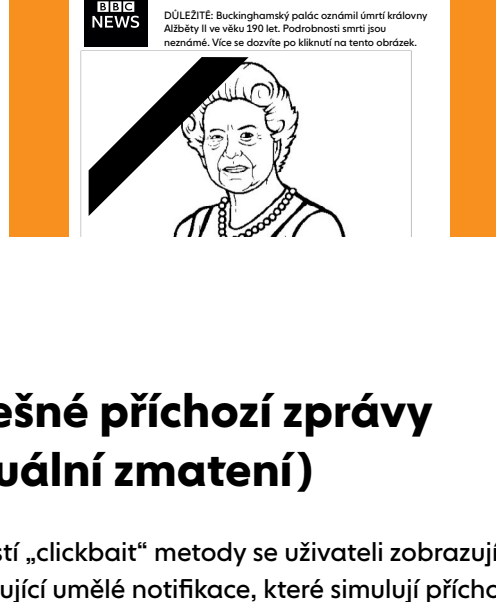 BBC
NEWS
DŮLEŽITÉ: Buckinghamský palác oznámil úmrtí královny
Alžběty II ve věku 190 let. Podrobnosti smrti jsou
neznámé. Více se dozvíte po kliknutí na tento obrázek.
ešné příchozí zprávy
uální zmatení)
stí „clickbait“ metody se uživateli zobrazují
ující umělé notifikace, které simulují přícho